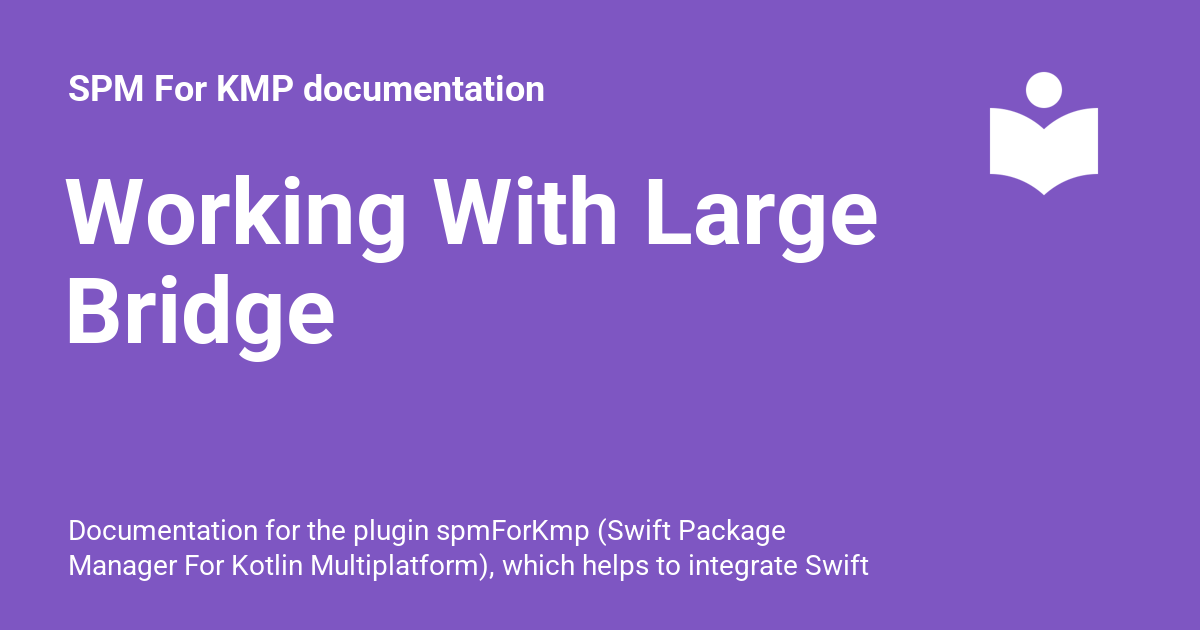 SPM For KMP documentation
Working With Large
Bridge
Documentation for the plugin spmForKmp (Swift Package
Manager For Kotlin Multiplatform), which helps to integrate Swift